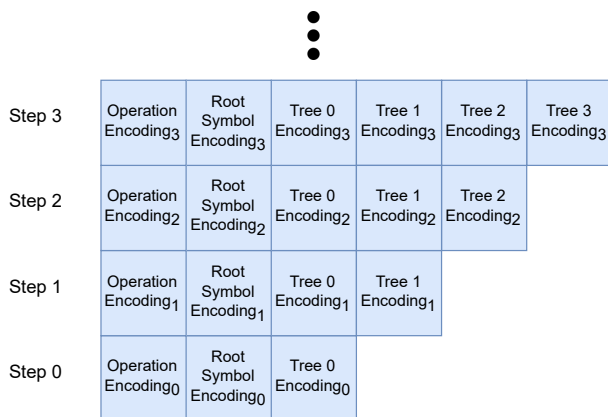 Step 3
Operation
Encoding3
Root
Symbol
Encoding3
Tree 0
Encoding3
Tree 1
Encoding3
Tree 2
Encoding3
Tree 3
Encoding3
Step 2
Operation
Encoding2
Root
Symbol
Encoding2
Tree 0
Encoding2
Tree 1
Encoding2
Tree 2
Encoding2
Step 1
Operation
Encoding1
Root
Symbol
Encoding1
Tree 0
Encoding1
Tree 1
Encoding1
Step 0
Operation
Encoding0
Root
Symbol
Encoding0
Tree 0
Encoding0